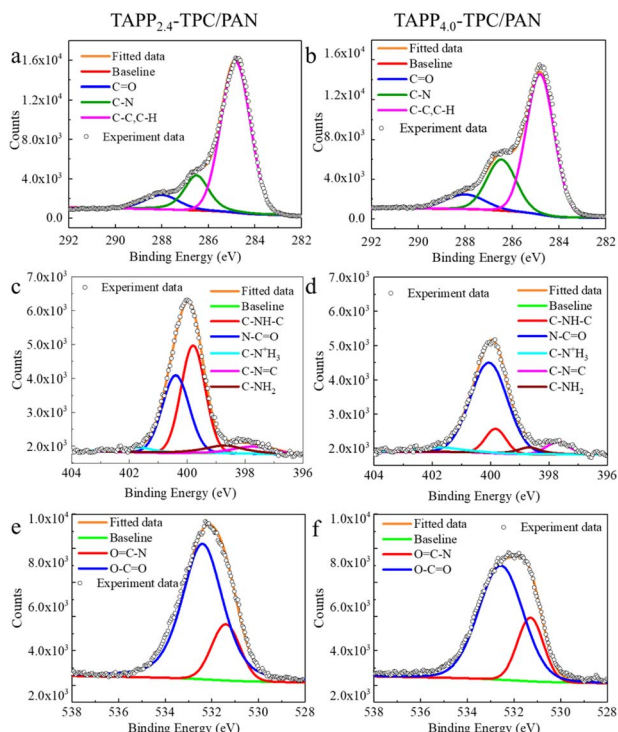 TAPP2.4-TPC/PAN
TAPP4.0-TPC/PAN
a
1.6x10⁴
1.2x10⁴
8.0x10³
4.0x10³
0.0
Counts
Fitted data
Baseline
C=O
C-N
C-C,C-H
Experiment data
292 290 288 286 284 282
Binding Energy (eV)
b
1.6x10⁴
1.2x10⁴
8.0x10³
4.0x10³
0.0
Counts
Fitted data
Baseline
C=O
C-N
C-C,C-H
Experiment data
292 290 288 286 284 282
Binding Energy (eV)
c
7.0x10³
6.0x10³
5.0x10³
4.0x10³
3.0x10³
2.0x10³
Counts
Experiment data
Fitted data
Baseline
C-NH-C
N-C=O
C-N⁺H₃
C-N=C
C-NH₂
404 402 400 398 396
Binding Energy (eV)
d
7.0x10³
6.0x10³
5.0x10³
4.0x10³
3.0x10³
2.0x10³
Counts
Experiment data
Fitted data
Baseline
C-NH-C
N-C=O
C-N⁺H₃
C-N=C
C-NH₂
404 402 400 398 396
Binding Energy (eV)
e
1.0x10⁴
8.0x10³
6.0x10³
4.0x10³
2.0x10³
Counts
Fitted data
Baseline
O=C-N
O-C=O
Experiment data
538 536 534 532 530 528
Binding Energy (eV)
f
1.0x10⁴
8.0x10³
6.0x10³
4.0x10³
2.0x10³
Counts
Fitted data
Baseline
O=C-N
O-C=O
Experiment data
538 536 534 532 530 528
Binding Energy (eV)